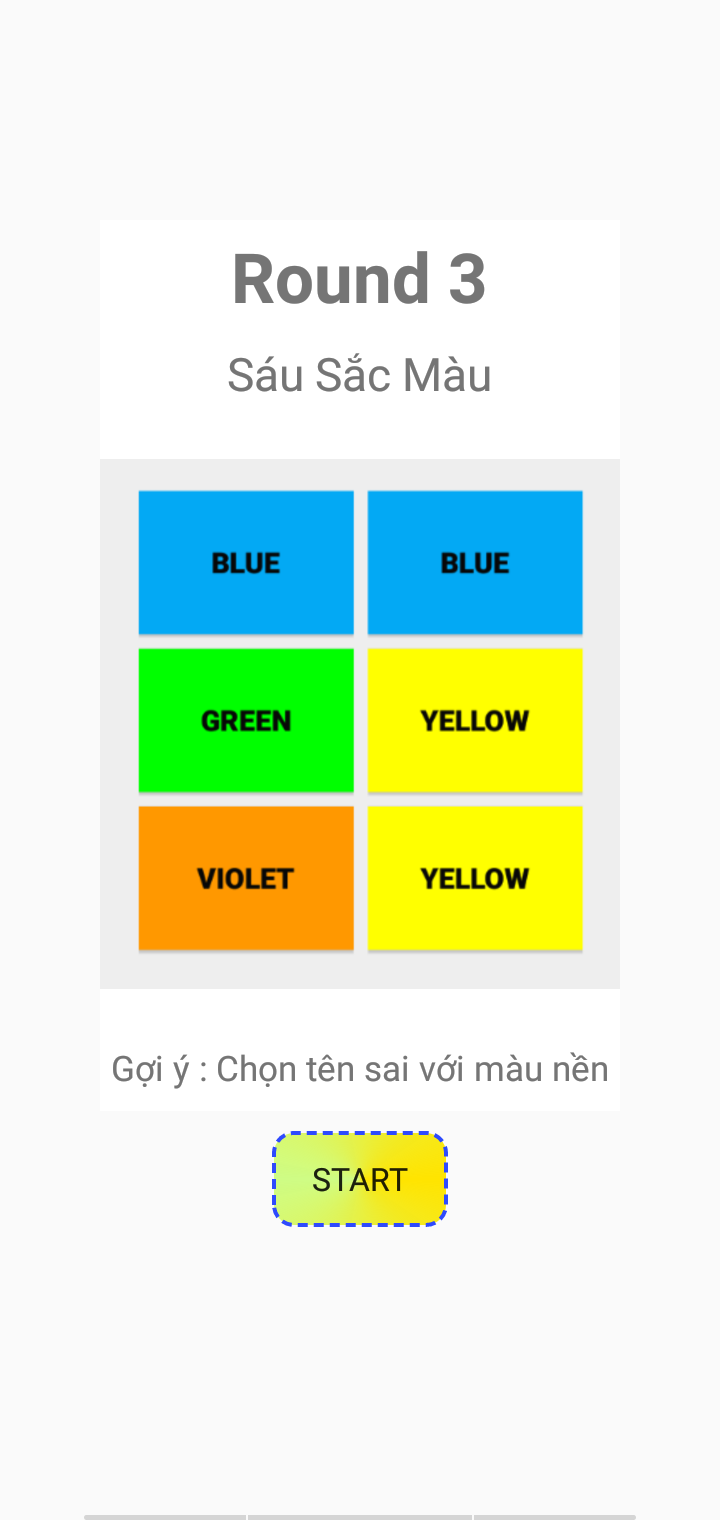 Round 3
Sáu Sắc Màu
BLUE BLUE
GREEN YELLOW
VIOLET YELLOW
Gợi ý : Chọn tên sai với màu nền
START